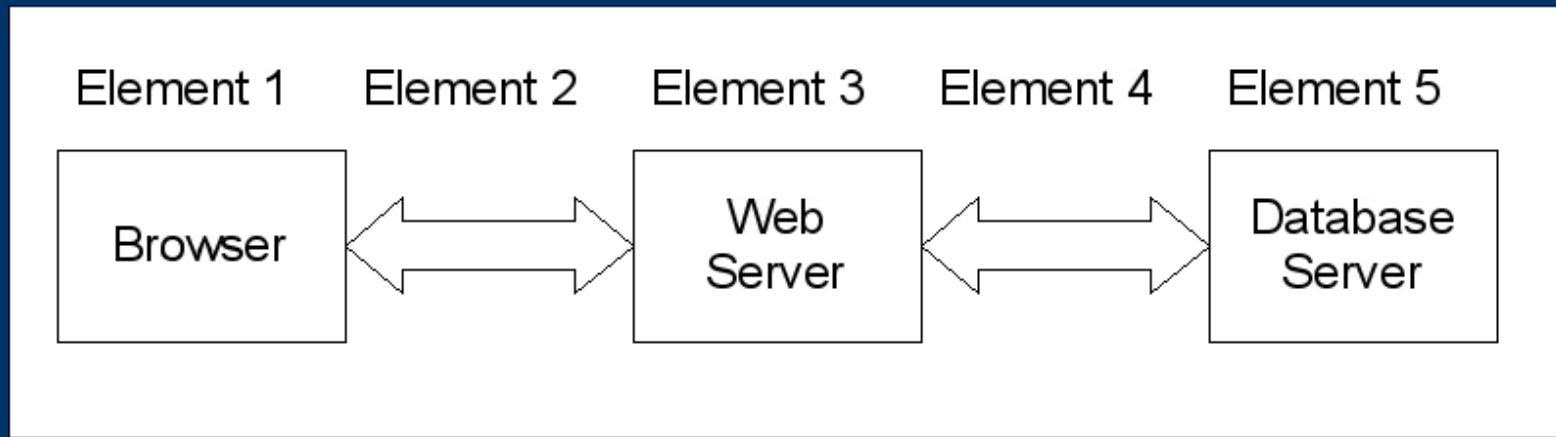 Element 1 Element 2 Element 3 Element 4 Element 5
Browser
Web
Server
Database
Server